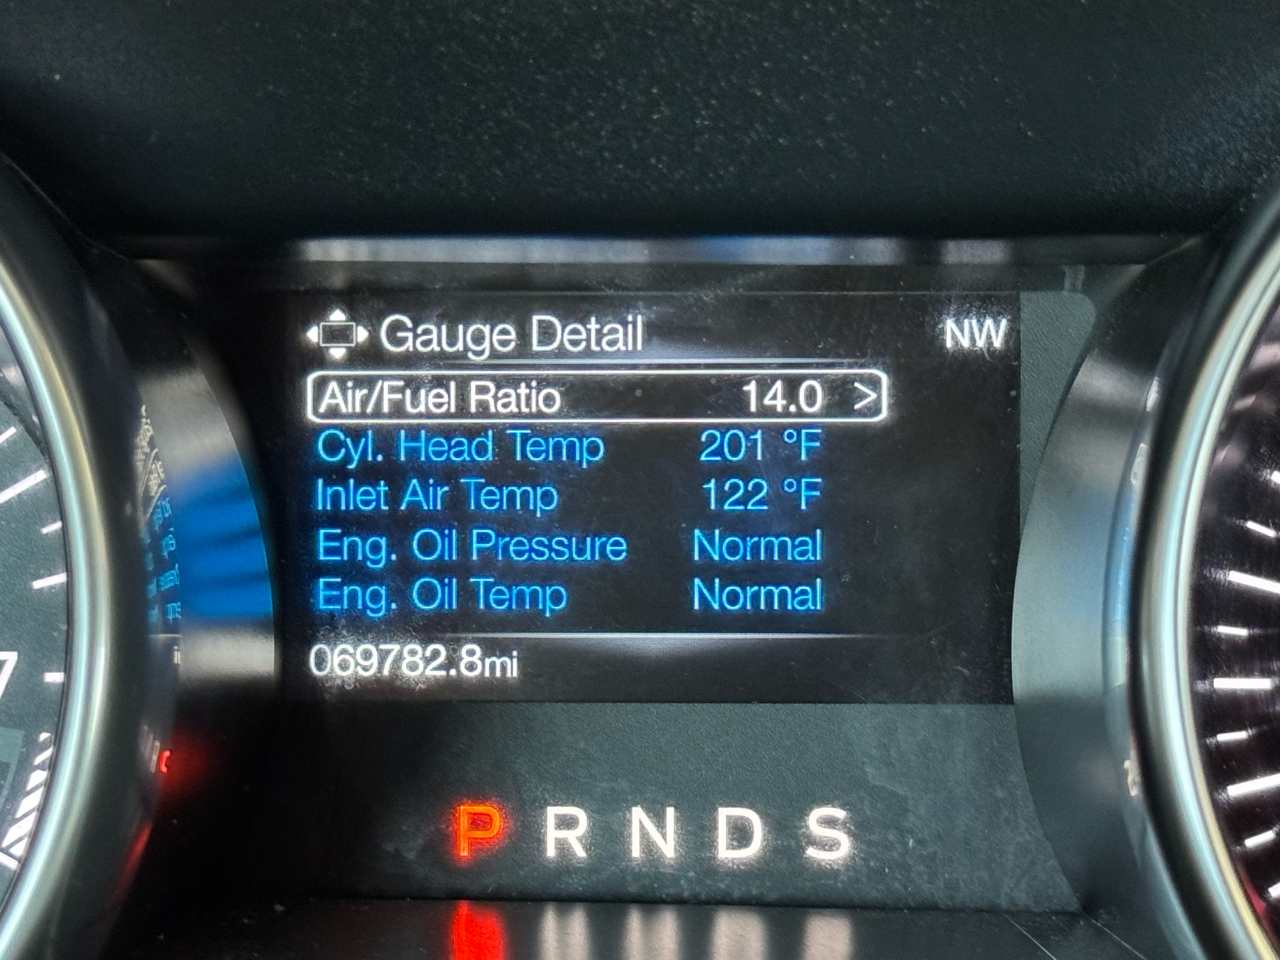 Gauge Detail NW
Air/Fuel Ratio 14.0 >
Cyl. Head Temp 201 °F
Inlet Air Temp 122 °F
Eng. Oil Pressure Normal
Eng. Oil Temp Normal
069782.8mi
7
P R N D S